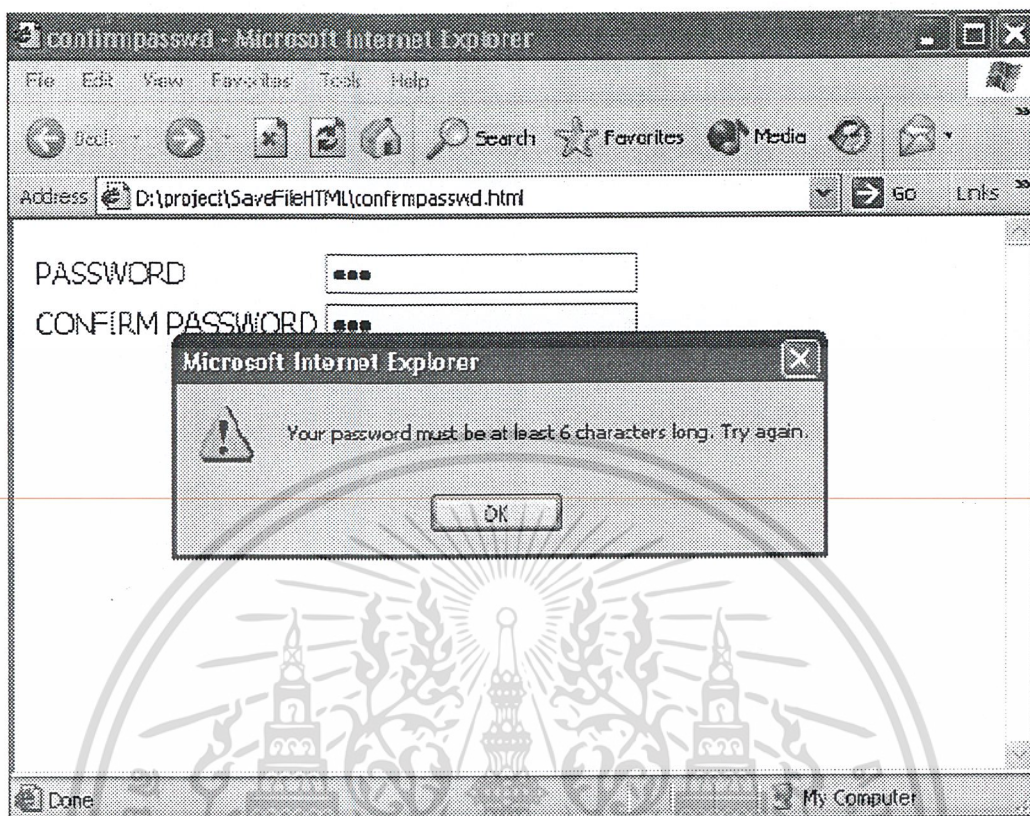 confirmpasswd - Microsoft Internet Explorer
File Edit View Favorites Tools Help
Back Search Favorites Media
Address D:\project\SaveFileHTML\confirmpasswd.html Go Links
PASSWORD
CONFIRM PASSWORD
Microsoft Internet Explorer
Your password must be at least 6 characters long. Try again.
OK
Done My Computer